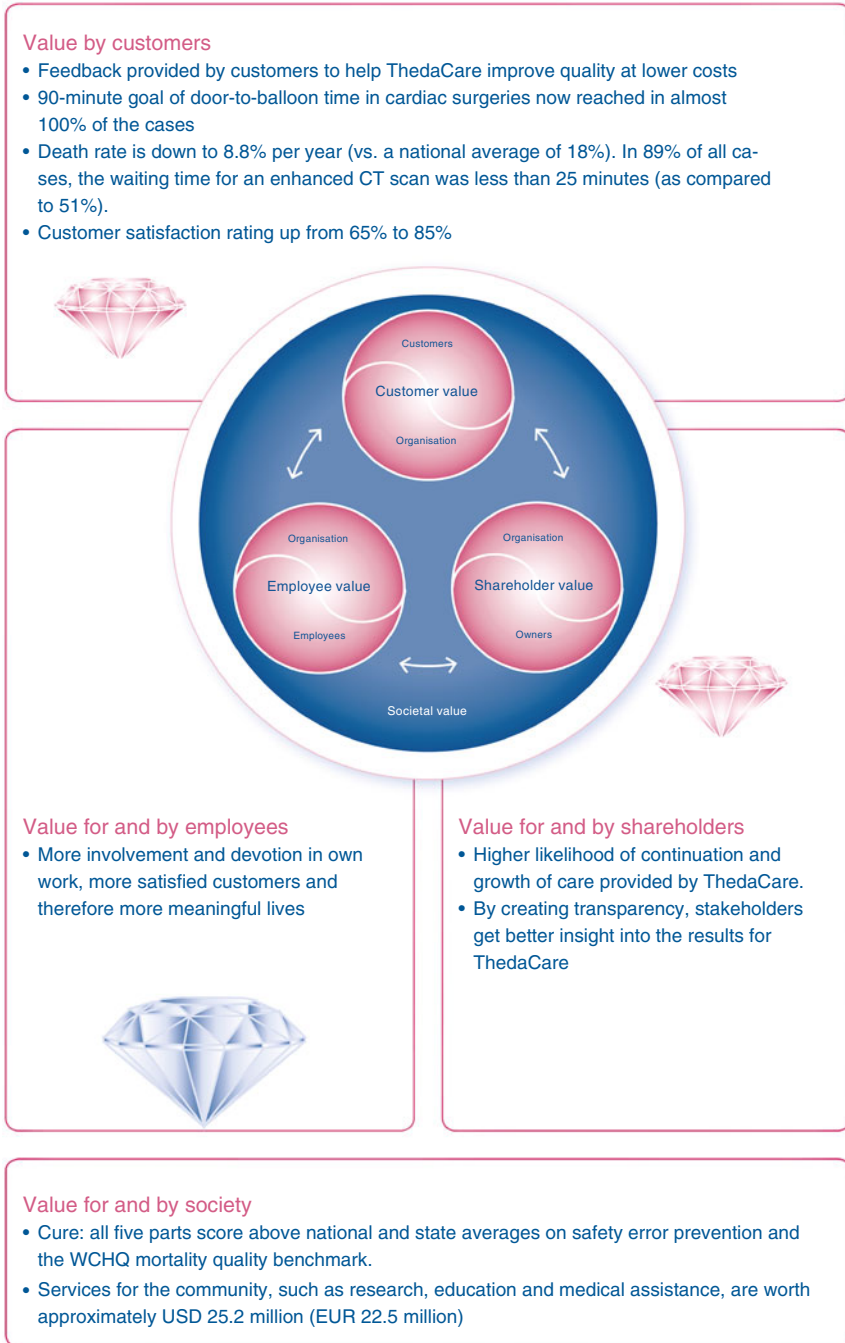 Value by customers
• Feedback provided by customers to help ThedaCare improve quality at lower costs
• 90-minute goal of door-to-balloon time in cardiac surgeries now reached in almost
100% of the cases
• Death rate is down to 8.8% per year (vs. a national average of 18%). In 89% of all ca-
ses, the waiting time for an enhanced CT scan was less than 25 minutes (as compared
to 51%).
• Customer satisfaction rating up from 65% to 85%
Customers
Customer value
Organisation
Organisation
Employee value
Employees
Organisation
Shareholder value
Owners
Societal value
Value for and by employees
• More involvement and devotion in own
work, more satisfied customers and
therefore more meaningful lives
Value for and by shareholders
• Higher likelihood of continuation and
growth of care provided by ThedaCare.
• By creating transparency, stakeholders
get better insight into the results for
ThedaCare
Value for and by society
• Cure: all five parts score above national and state averages on safety error prevention and
the WCHQ mortality quality benchmark.
• Services for the community, such as research, education and medical assistance, are worth
approximately USD 25.2 million (EUR 22.5 million)